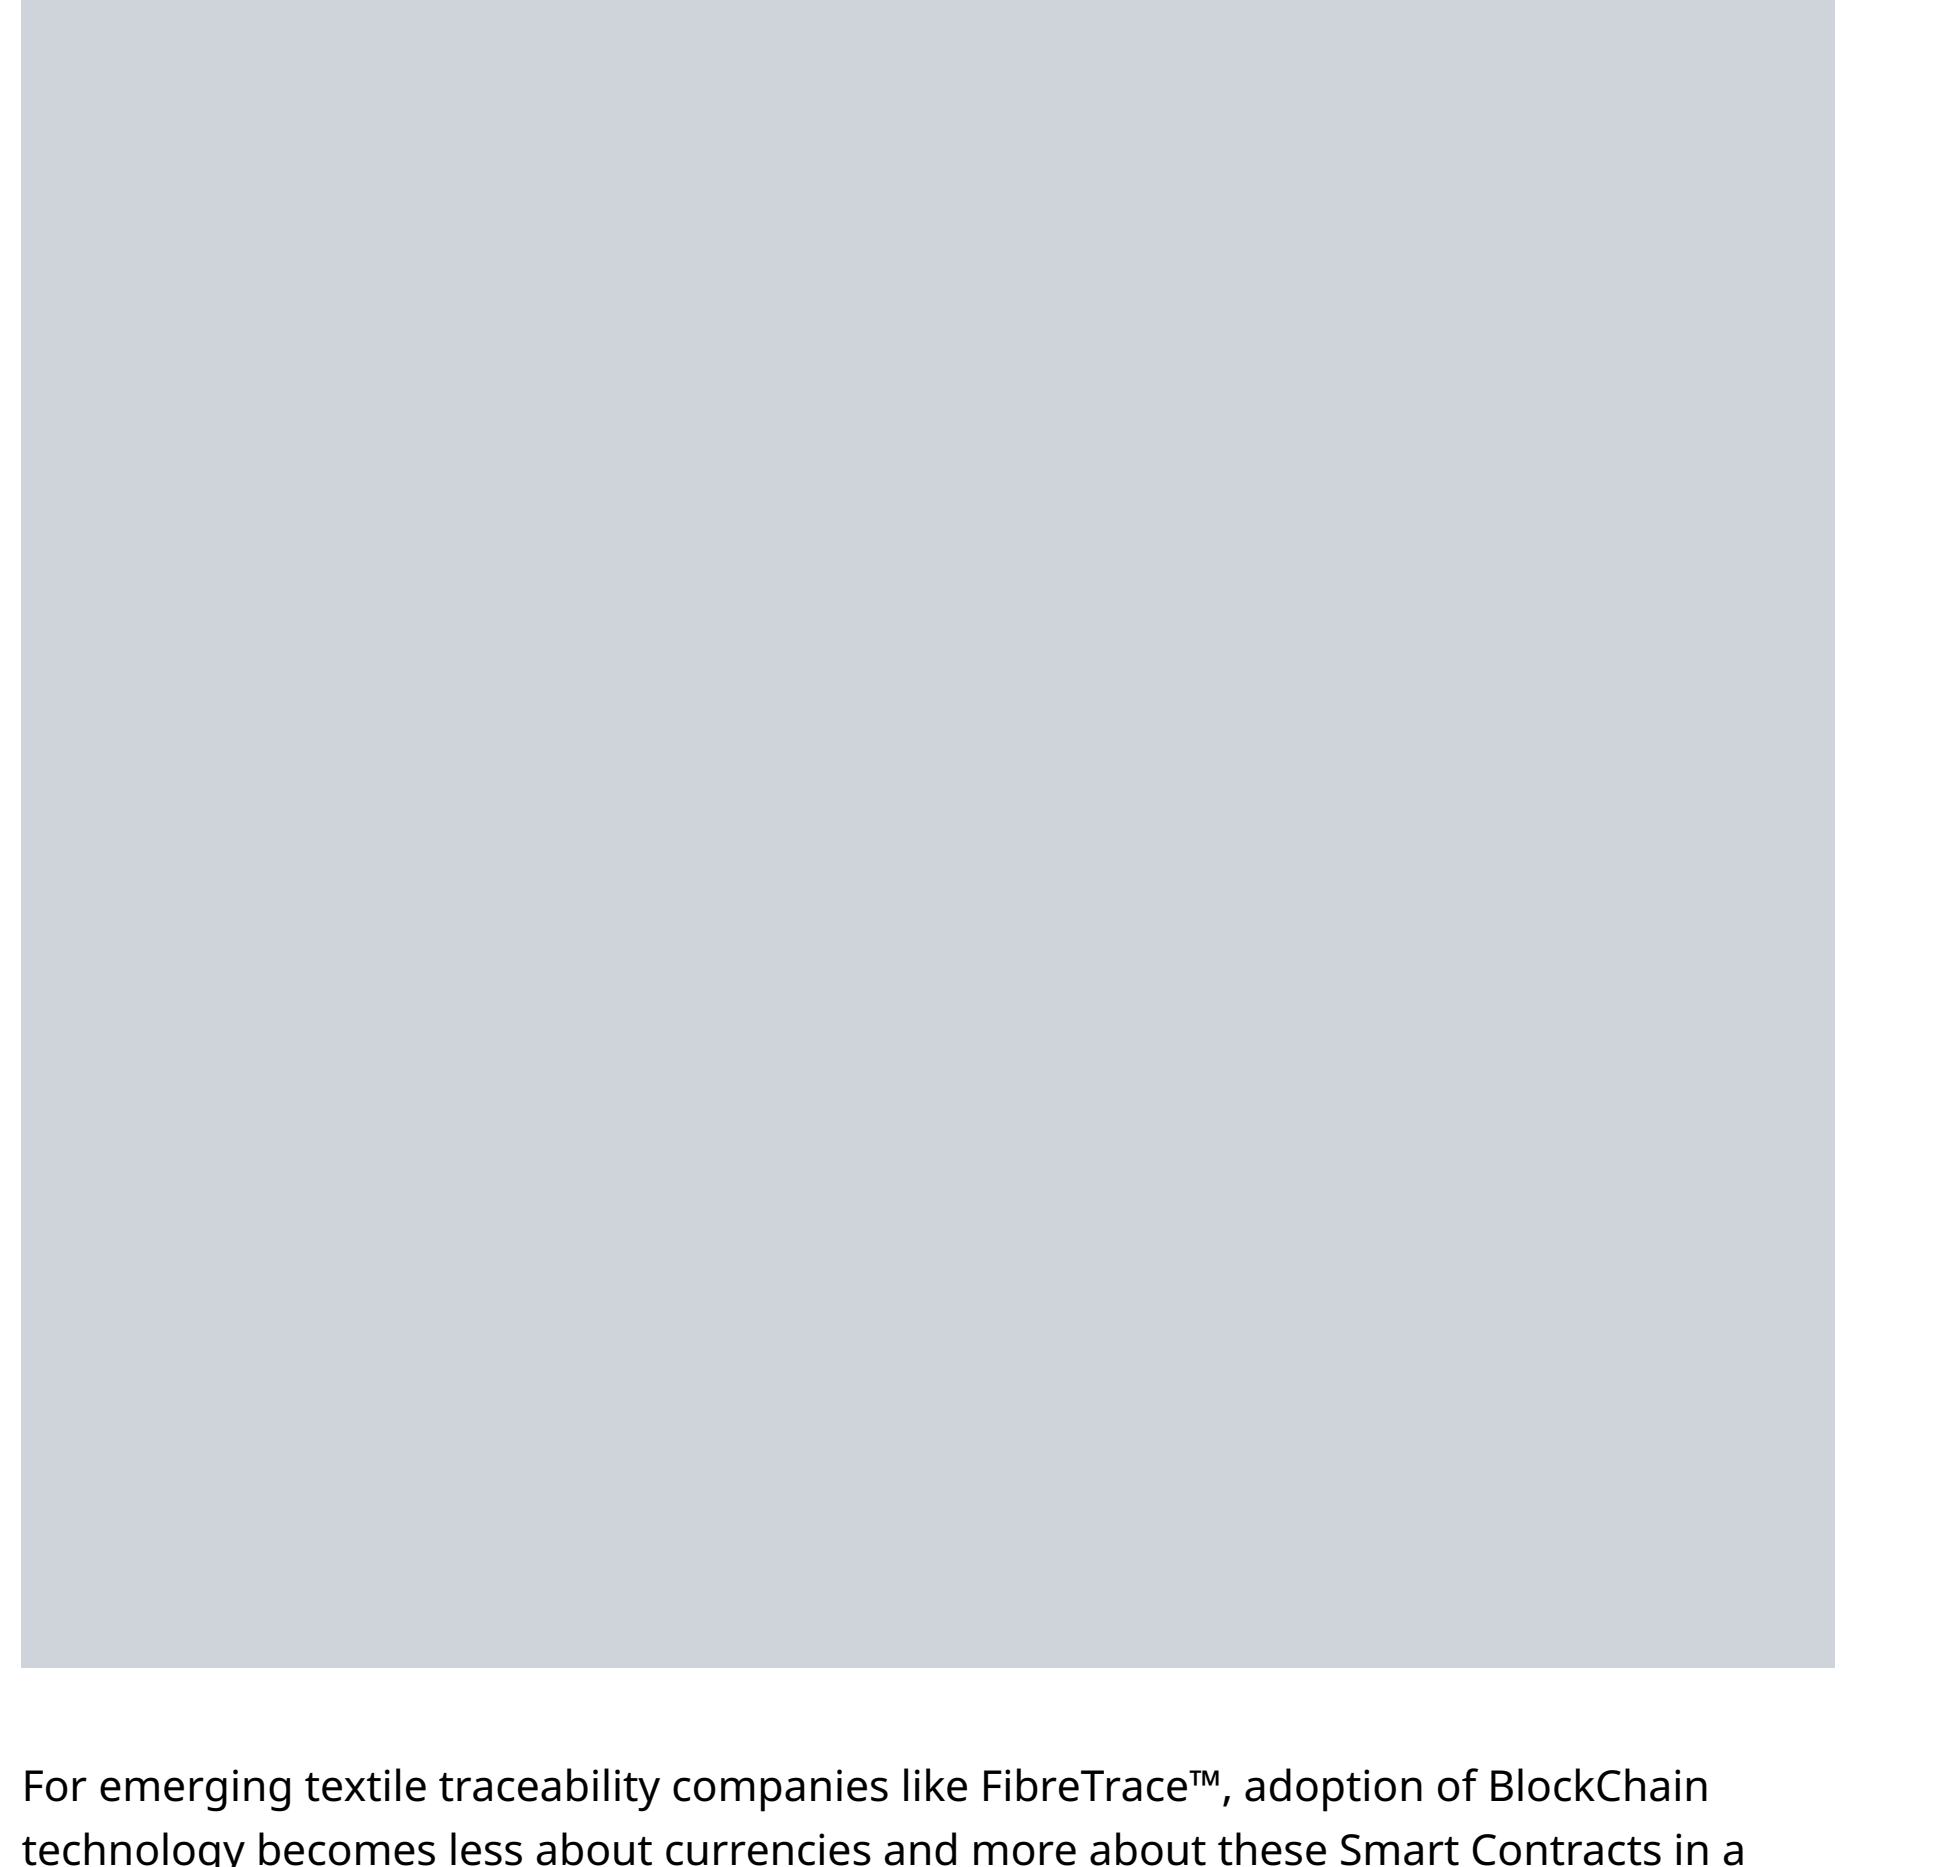 For emerging textile traceability companies like FibreTrace™, adoption of BlockChain
technology becomes less about currencies and more about these Smart Contracts in a